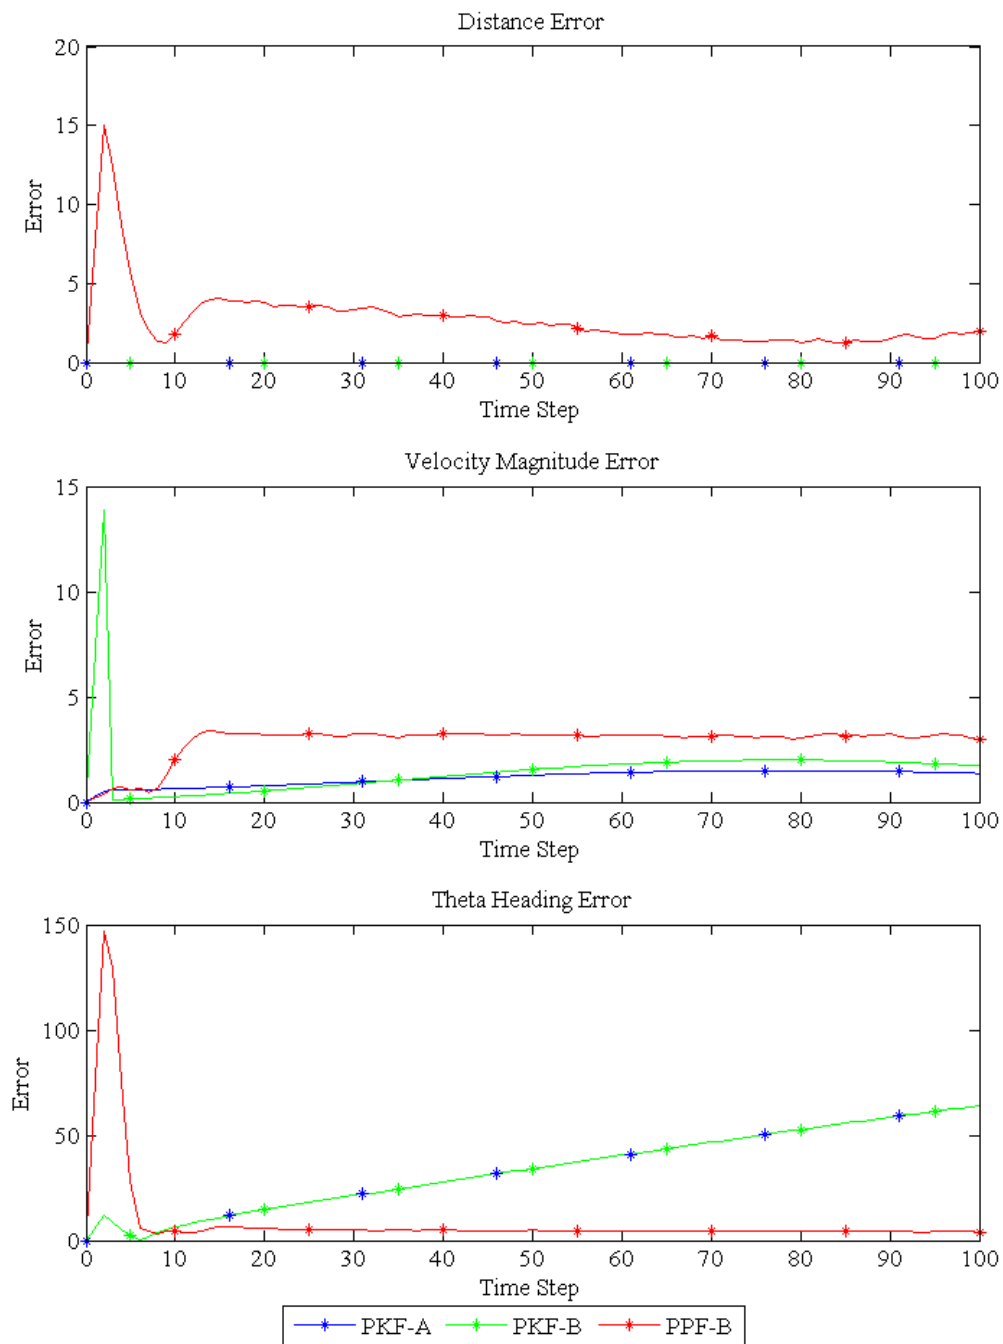 Distance Error
20
15
10
5
0
Error
0 10 20 30 40 50 60 70 80 90 100
Time Step
Velocity Magnitude Error
15
10
5
0
Error
0 10 20 30 40 50 60 70 80 90 100
Time Step
Theta Heading Error
150
100
50
0
Error
0 10 20 30 40 50 60 70 80 90 100
Time Step
PKF-A PKF-B PPF-B